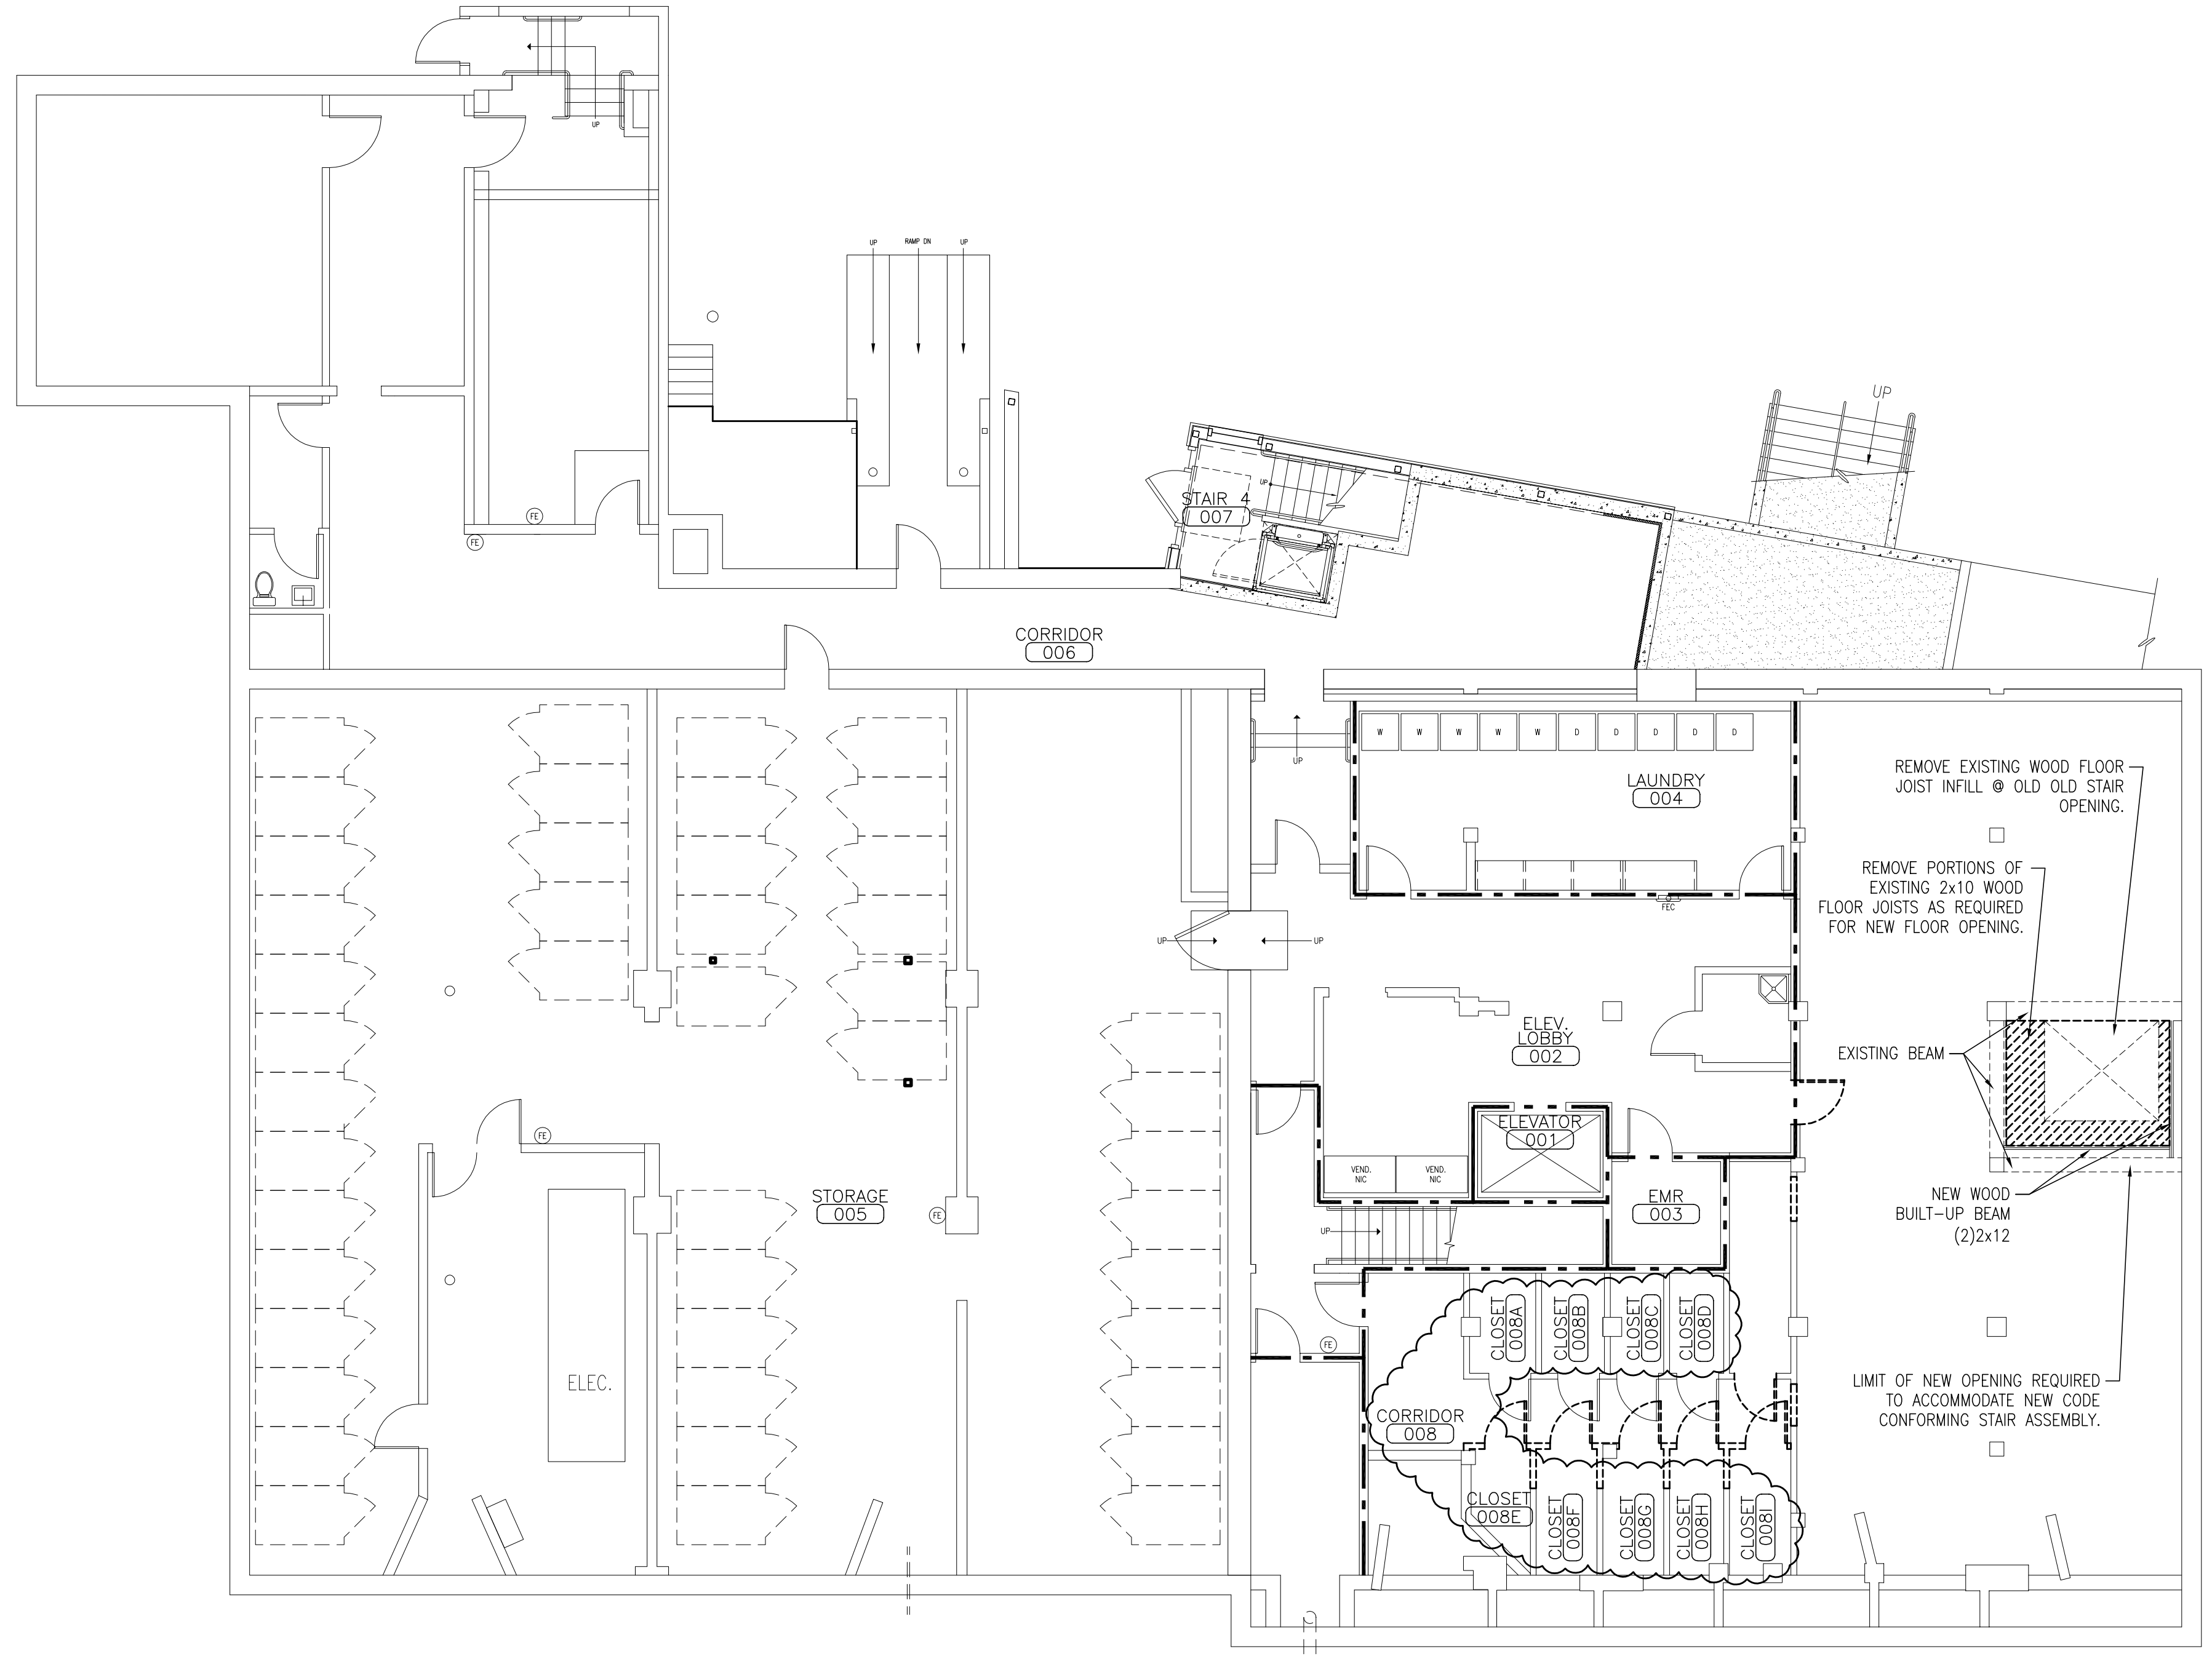 UP
UP
RAMP DN
UP
UP
STAIR 4
007
UP
FE
FE
CORRIDOR
006
W
W
W
W
W
D
D
D
D
D
UP
LAUNDRY
004
FEC
REMOVE EXISTING WOOD FLOOR
JOIST INFILL @ OLD OLD STAIR
OPENING.
REMOVE PORTIONS OF
EXISTING 2x10 WOOD
FLOOR JOISTS AS REQUIRED
FOR NEW FLOOR OPENING.
UP
UP
ELEV.
LOBBY
002
EXISTING BEAM
FE
ELEVATOR
001
VEND.
NIC
VEND.
NIC
STORAGE
005
FE
EMR
003
NEW WOOD
BUILT-UP BEAM
(2)2x12
UP
FE
CLOSET
008A
CLOSET
008B
CLOSET
008C
CLOSET
008D
ELEC.
CORRIDOR
008
LIMIT OF NEW OPENING REQUIRED
TO ACCOMMODATE NEW CODE
CONFORMING STAIR ASSEMBLY.
CLOSET
008E
CLOSET
008F
CLOSET
008G
CLOSET
008H
CLOSET
008I